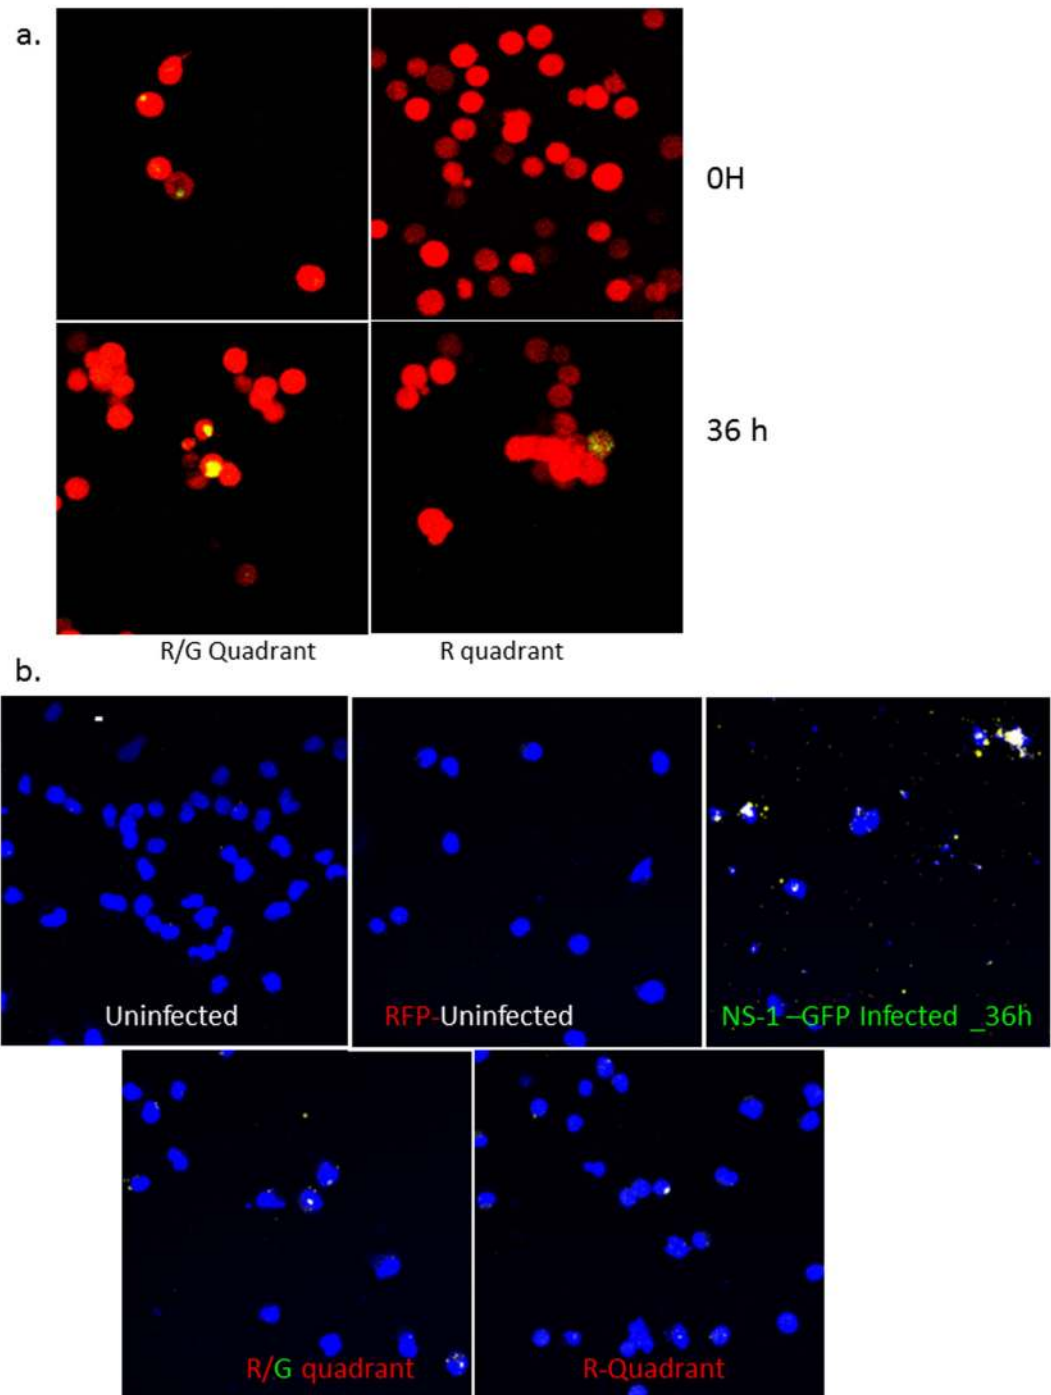 a.
0H
36 h
R/G Quadrant R quadrant
b.
Uninfected RFP-Uninfected NS-1 –GFP Infected _36h
R/G quadrant R-Quadrant